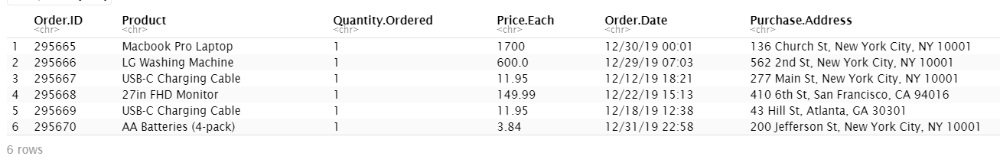 Order.ID Product Quantity.Ordered Price.Each Order.Date Purchase.Address
<chr> <chr> <chr> <chr> <chr> <chr>
1 295665 Macbook Pro Laptop 1 1700 12/30/19 00:01 136 Church St, New York City, NY 10001
2 295666 LG Washing Machine 1 600.0 12/29/19 07:03 562 2nd St, New York City, NY 10001
3 295667 USB-C Charging Cable 1 11.95 12/12/19 18:21 277 Main St, New York City, NY 10001
4 295668 27in FHD Monitor 1 149.99 12/22/19 15:13 410 6th St, San Francisco, CA 94016
5 295669 USB-C Charging Cable 1 11.95 12/18/19 12:38 43 Hill St, Atlanta, GA 30301
6 295670 AA Batteries (4-pack) 1 3.84 12/31/19 22:58 200 Jefferson St, New York City, NY 10001
6 rows